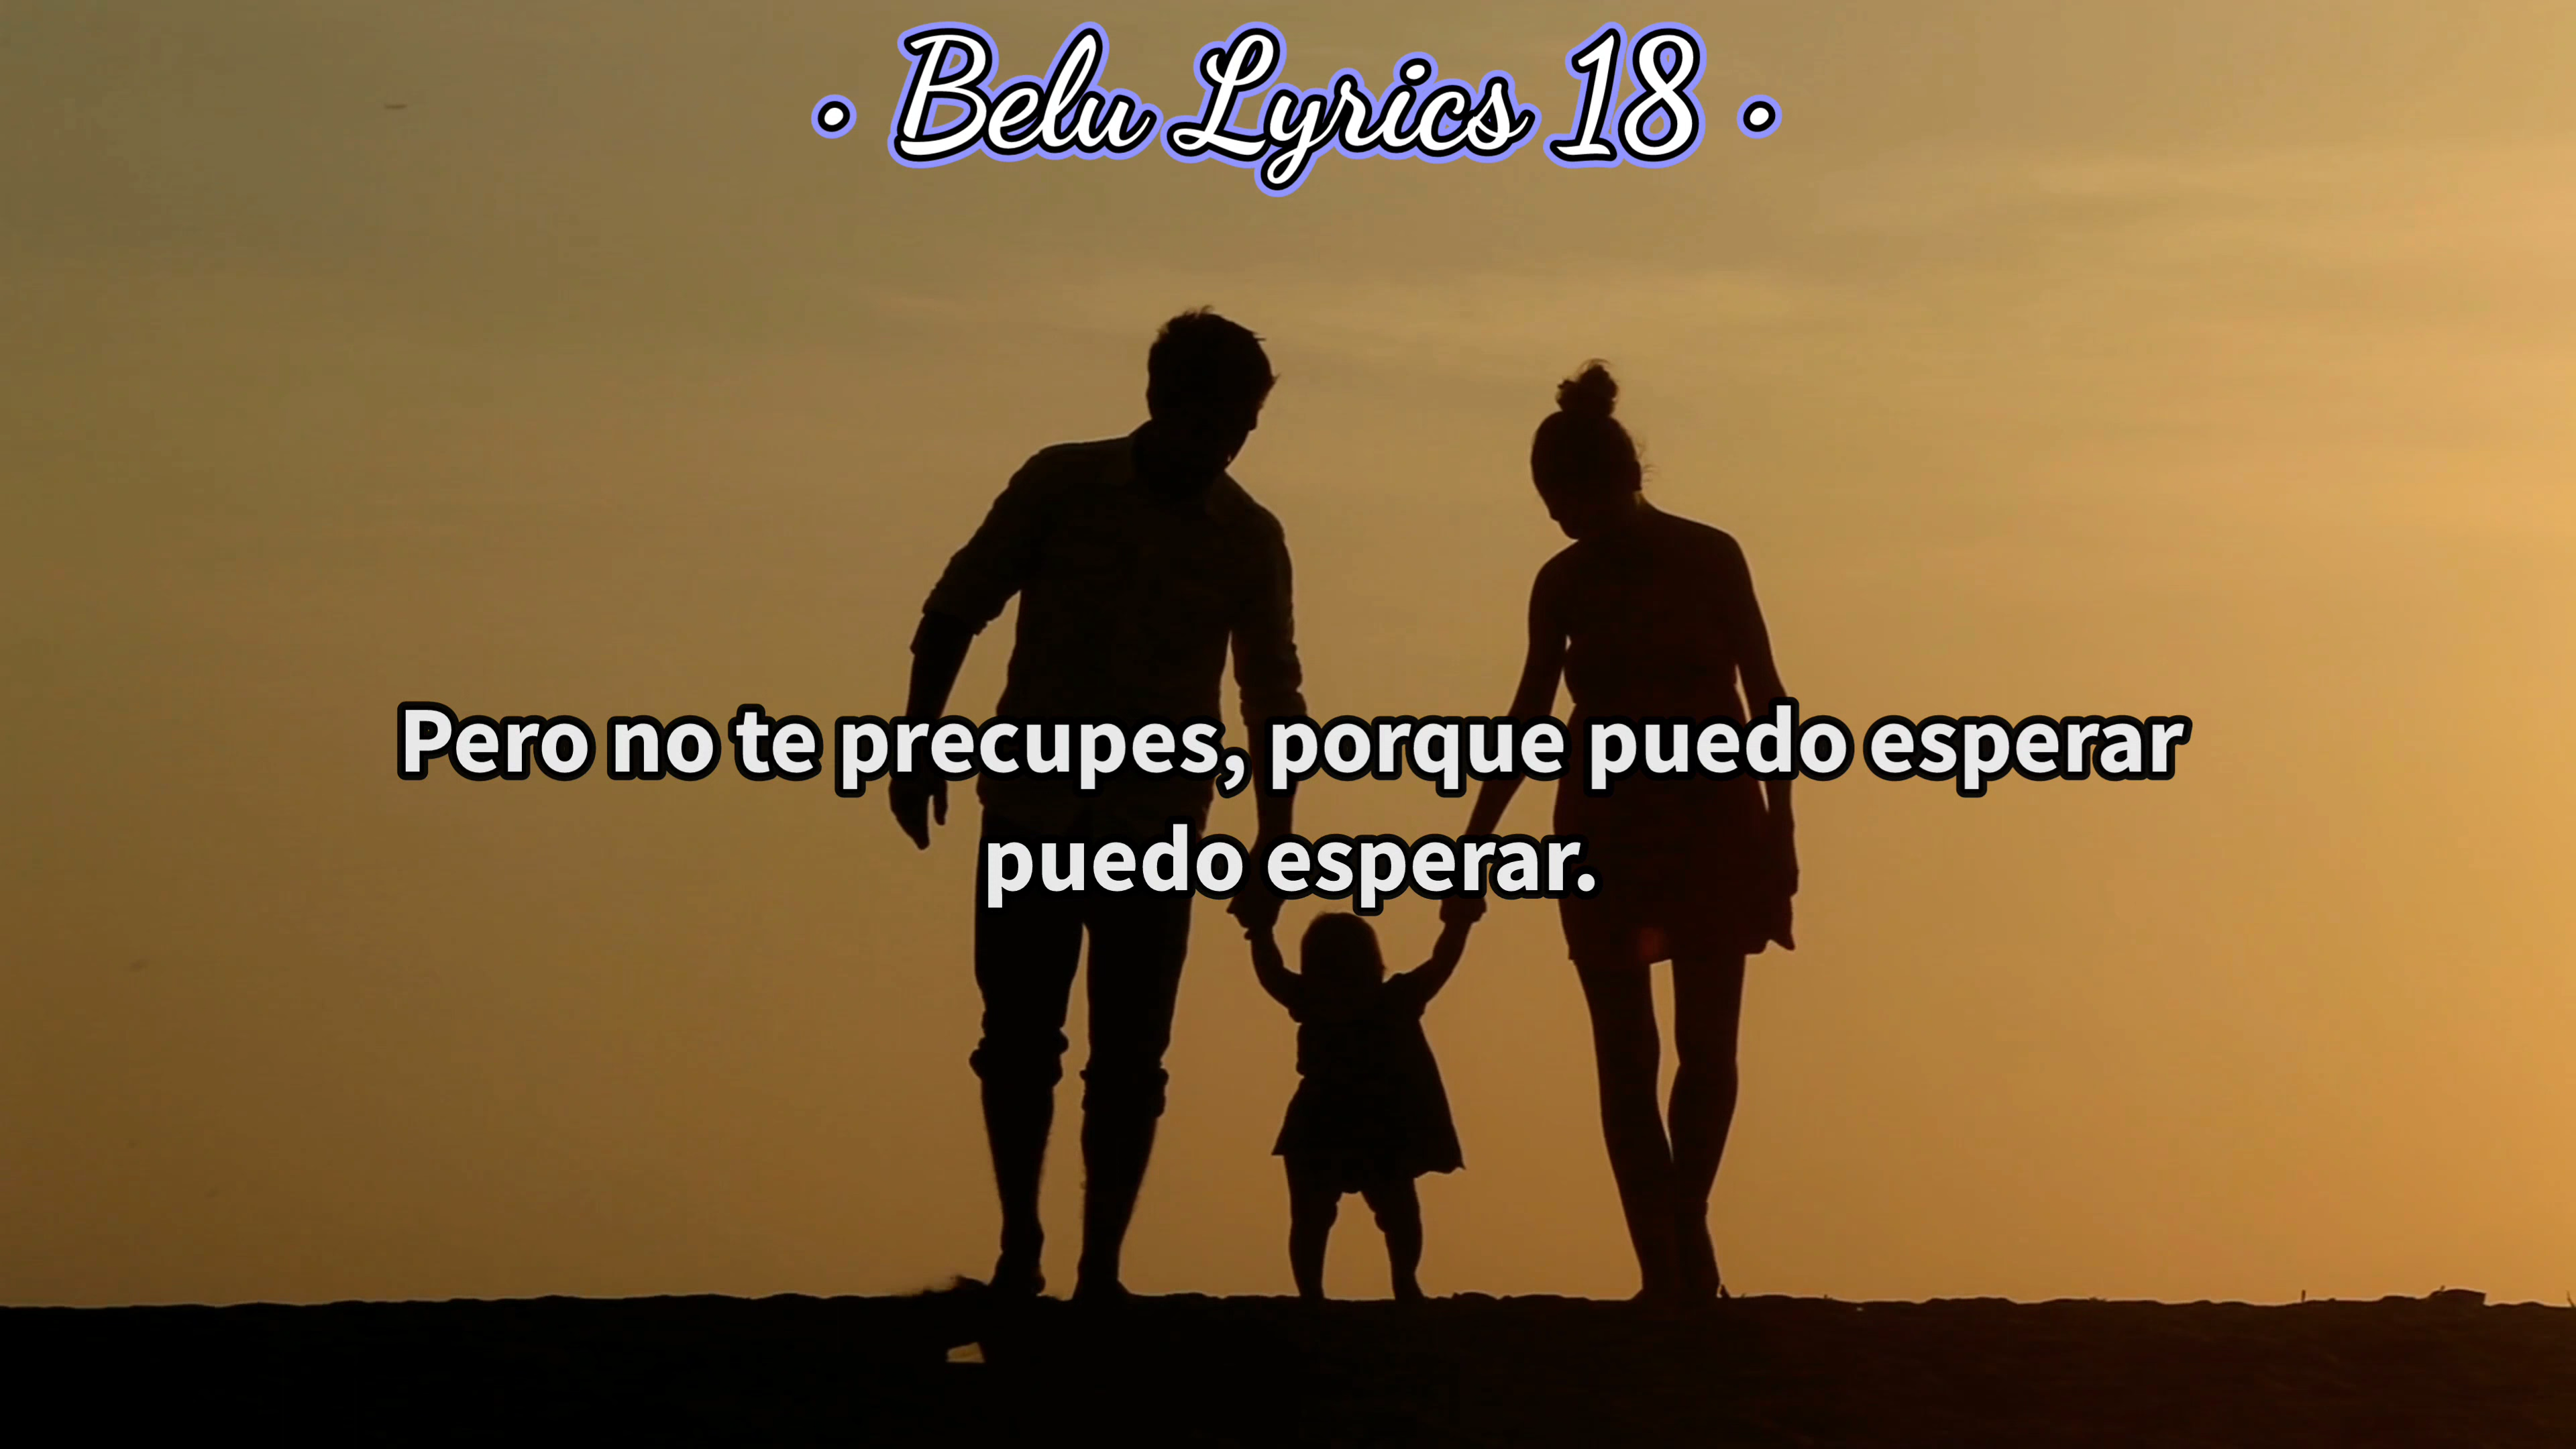 · Belu Lyrics 18 ·
Pero no te precupes, porque puedo esperar
puedo esperar.